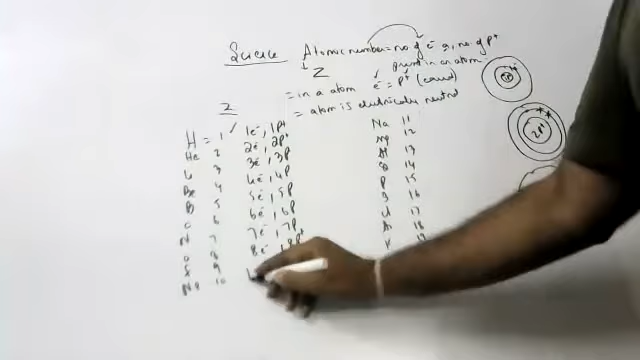 Science Atomic number = no of e⁻ or no. of p⁺
present in an atom.
Z
= in a atom e⁻ = p⁺ (equal)
= atom is electrically neutral
Z
H = 1 1e⁻, 1p⁺
He 2 2e⁻, 2p⁺
Li 3 3e⁻, 3p
Be 4 4e⁻, 4p
B 5 5e⁻, 5p
C 6 6e⁻, 6p
N 7 7e⁻, 7p
O 8 8e⁻, 8p⁺
F 9
Ne 10
Na 11
Mg 12
Al 13
14
P 15
S 16
Cl 17
Ar 18
K 19
2p⁺